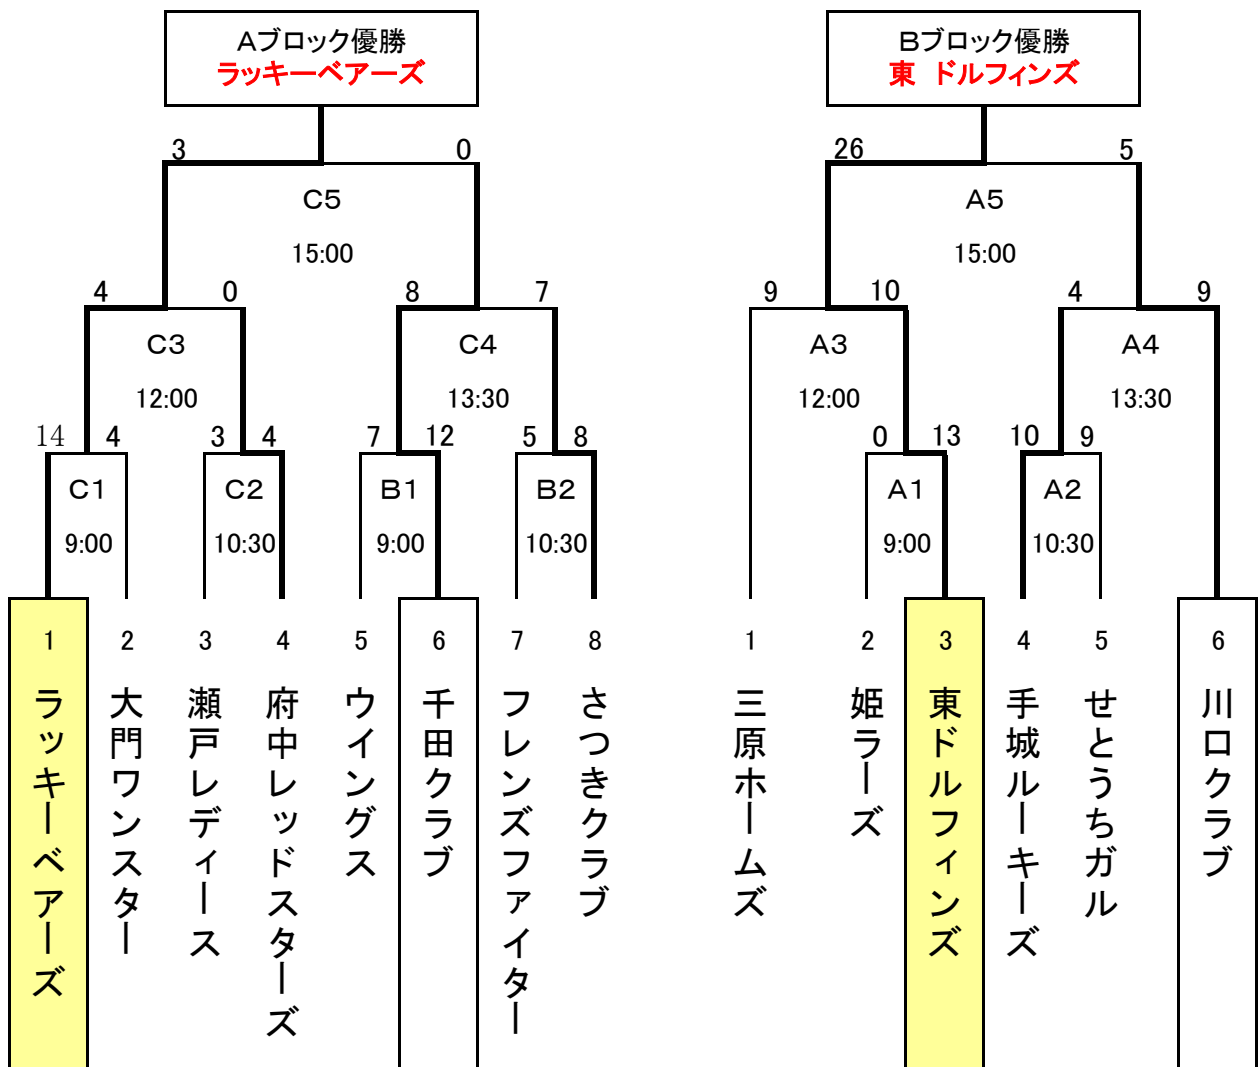 Aブロック優勝
ラッキーベアーズ
Bブロック優勝
東 ドルフィンズ
3 0
26 5
C5
15:00
A5
15:00
4 0 8 7
9 10 4 9
C3
12:00
C4
13:30
A3
12:00
A4
13:30
14 4 3 4 7 12 5 8
0 13 10 9
C1
9:00
C2
10:30
B1
9:00
B2
10:30
A1
9:00
A2
10:30
1
ラッキーベアーズ
2
大門ワンスター
3
瀬戸レディース
4
府中レッドスターズ
5
ウイングス
6
千田クラブ
7
フレンズファイター
8
さつきクラブ
1
三原ホームズ
2
姫ラーズ
3
東ドルフィンズ
4
手城ルーキーズ
5
せとうちガル
6
川口クラブ